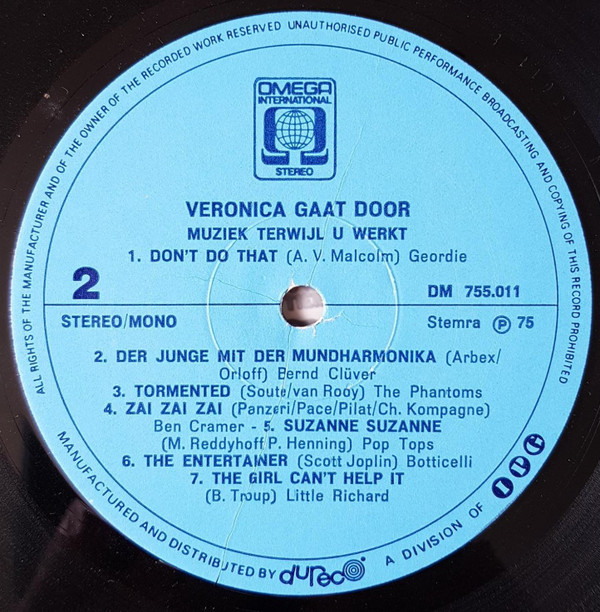 ALL RIGHTS OF THE MANUFACTURER AND OF THE OWNER OF THE RECORDED WORK RESERVED UNAUTHORISED PUBLIC PERFORMANCE BROADCASTING AND COPYING OF THIS RECORD PROHIBITED
OMEGA
INTERNATIONAL
STEREO
VERONICA GAAT DOOR
MUZIEK TERWIJL U WERKT
1. DON'T DO THAT (A. V. Malcolm) Geordie
2
DM 755.011
STEREO/MONO
Stemra Ⓟ 75
2. DER JUNGE MIT DER MUNDHARMONIKA (Arbex/
Orloff) Bernd Clüver
3. TORMENTED (Soute/van Rooy) The Phantoms
4. ZAI ZAI ZAI (Panzeri/Pace/Pilat/Ch. Kompagne)
Ben Cramer - 5. SUZANNE SUZANNE
(M. Reddyhoff P. Henning) Pop Tops
6. THE ENTERTAINER (Scott Joplin) Botticelli
7. THE GIRL CAN'T HELP IT
(B. Troup) Little Richard
MANUFACTURED AND DISTRIBUTED BY dureco A DIVISION OF